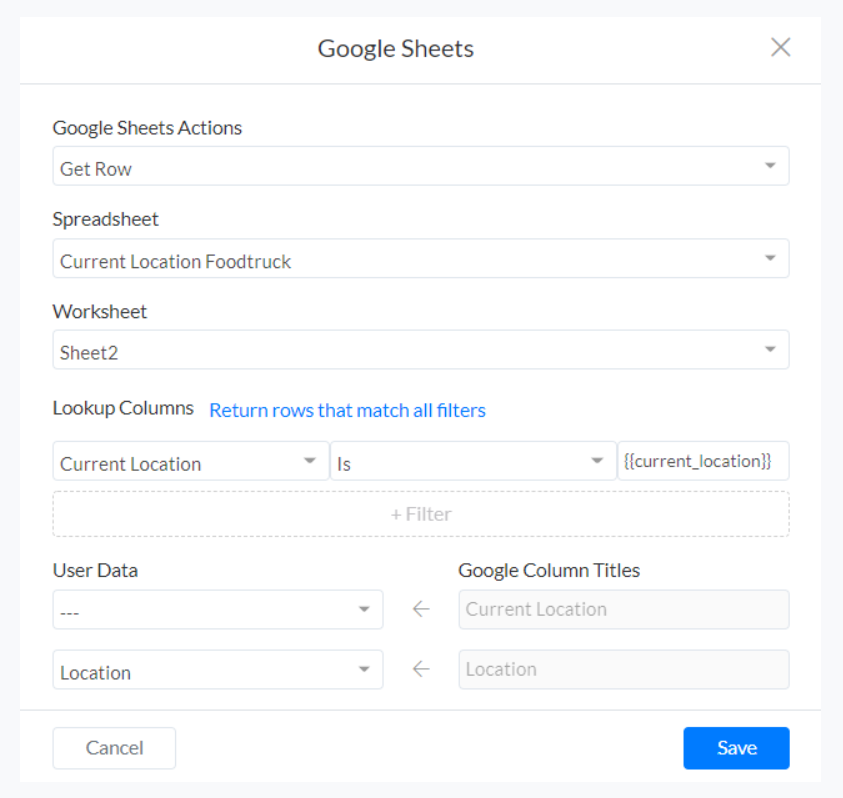 Google Sheets
Google Sheets Actions
Get Row
Spreadsheet
Current Location Foodtruck
Worksheet
Sheet2
Lookup Columns Return rows that match all filters
Current Location Is {{current_location}}
+ Filter
User Data Google Column Titles
--- Current Location
Location Location
Cancel Save